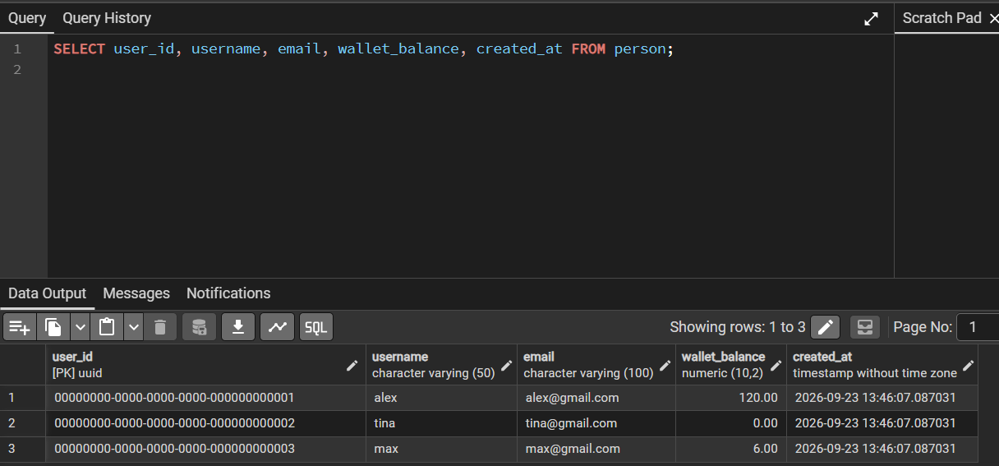 Query Query History Scratch Pad
1 SELECT user_id, username, email, wallet_balance, created_at FROM person;
2
Data Output Messages Notifications
SQL Showing rows: 1 to 3 Page No: 1
user_id username email wallet_balance created_at
[PK] uuid character varying (50) character varying (100) numeric (10,2) timestamp without time zone
1 00000000-0000-0000-0000-000000000001 alex alex@gmail.com 120.00 2026-09-23 13:46:07.087031
2 00000000-0000-0000-0000-000000000002 tina tina@gmail.com 0.00 2026-09-23 13:46:07.087031
3 00000000-0000-0000-0000-000000000003 max max@gmail.com 6.00 2026-09-23 13:46:07.087031